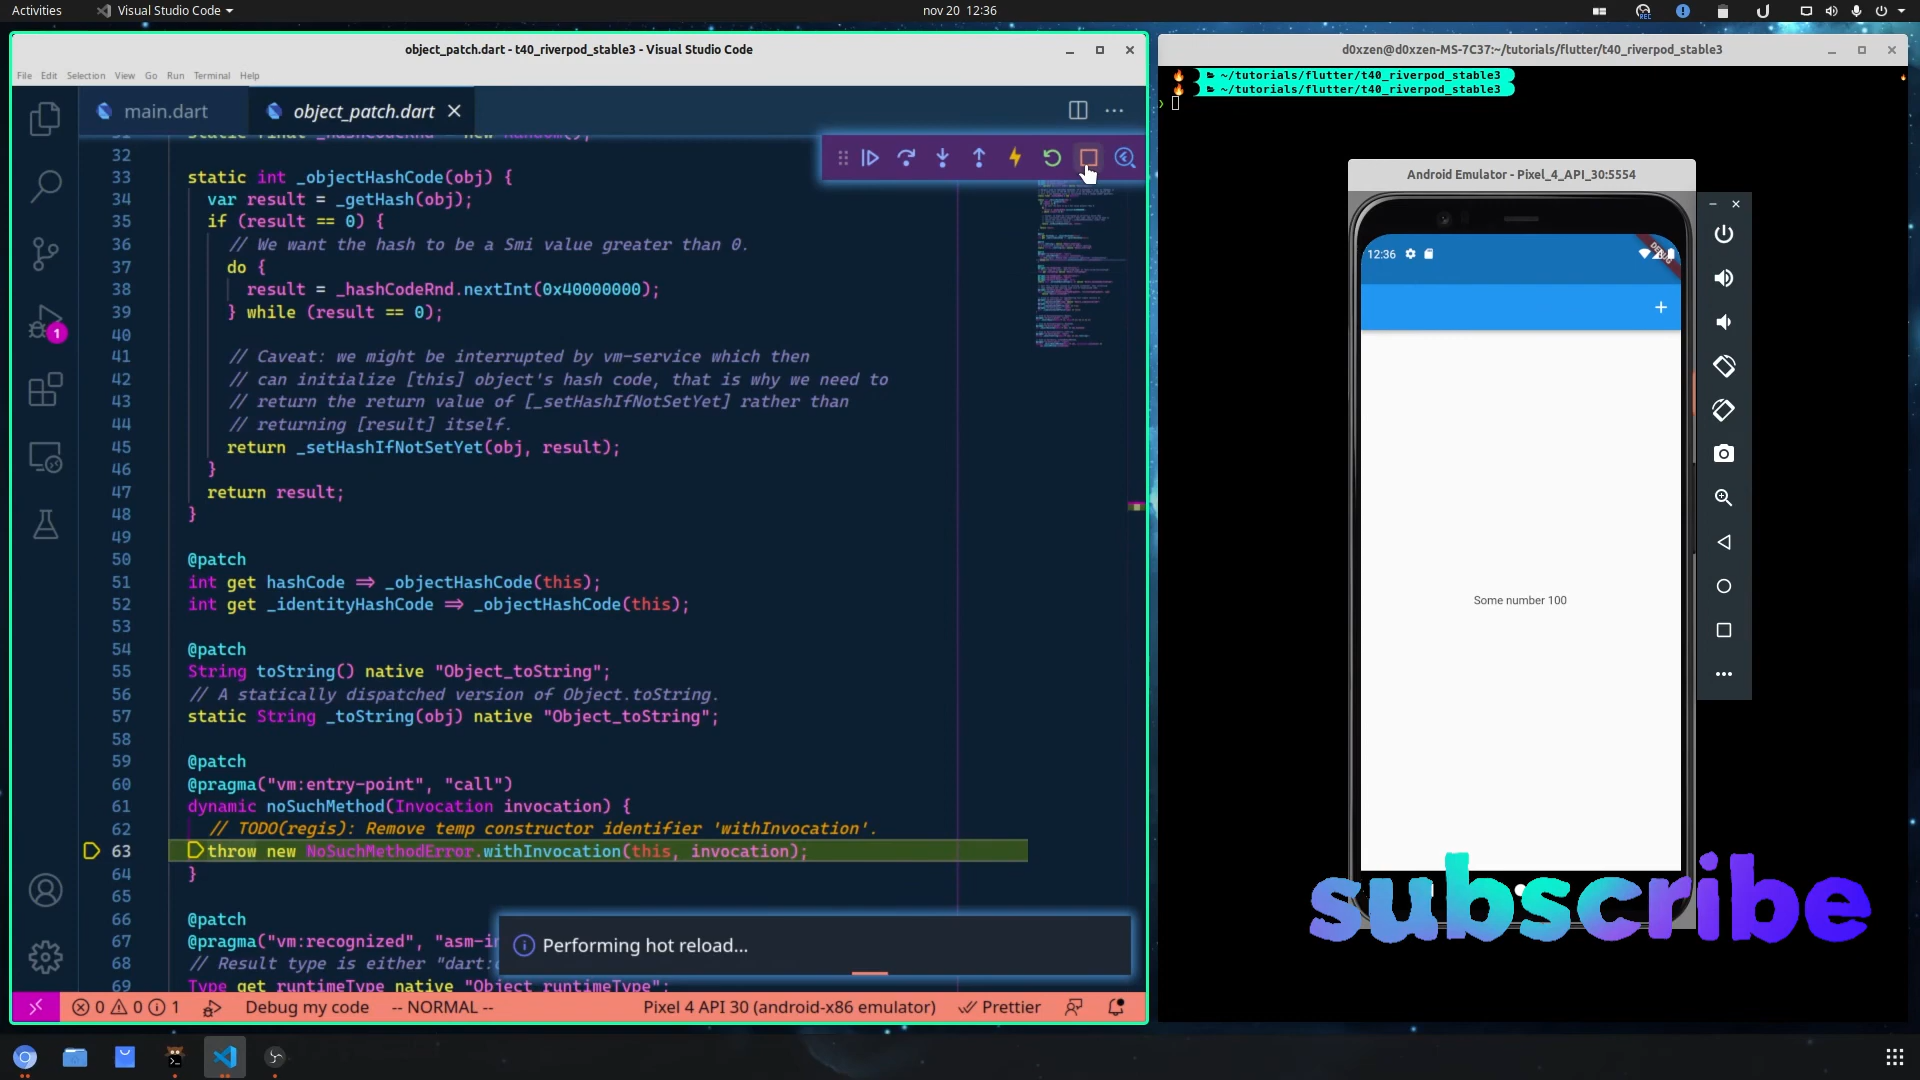 Activities
Visual Studio Code
nov 20 12:36
REC
object_patch.dart - t40_riverpod_stable3 - Visual Studio Code
File Edit Selection View Go Run Terminal Help
main.dart
object_patch.dart
32
33 static int _objectHashCode(obj) {
34 var result = _getHash(obj);
35 if (result == 0) {
36 // We want the hash to be a Smi value greater than 0.
37 do {
38 result = _hashCodeRnd.nextInt(0x40000000);
39 } while (result == 0);
40
41 // Caveat: we might be interrupted by vm-service which then
42 // can initialize [this] object's hash code, that is why we need to
43 // return the return value of [_setHashIfNotSetYet] rather than
44 // returning [result] itself.
45 return _setHashIfNotSetYet(obj, result);
46 }
47 return result;
48 }
49
50 @patch
51 int get hashCode => _objectHashCode(this);
52 int get _identityHashCode => _objectHashCode(this);
53
54 @patch
55 String toString() native "Object_toString";
56 // A statically dispatched version of Object.toString.
57 static String _toString(obj) native "Object_toString";
58
59 @patch
60 @pragma("vm:entry-point", "call")
61 dynamic noSuchMethod(Invocation invocation) {
62 // TODO(regis): Remove temp constructor identifier 'withInvocation'.
63 throw new NoSuchMethodError.withInvocation(this, invocation);
64 }
65
66 @patch
67 @pragma("vm:recognized", "asm-in
68 // Result type is either "dart:c
69 Type get runtimeType native "Object_runtimeType";
1
Performing hot reload...
0 0 1 Debug my code -- NORMAL -- Pixel 4 API 30 (android-x86 emulator) Prettier
d0xzen@d0xzen-MS-7C37:~/tutorials/flutter/t40_riverpod_stable3
~/tutorials/flutter/t40_riverpod_stable3
~/tutorials/flutter/t40_riverpod_stable3
Android Emulator - Pixel_4_API_30:5554
12:36
DEBUG
+
Some number 100
subscribe